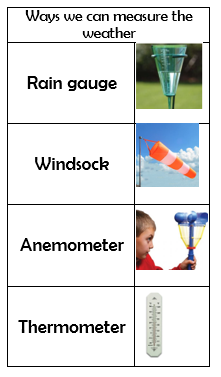 Ways we can measure the
weather
Rain gauge
Windsock
Anemometer
Thermometer